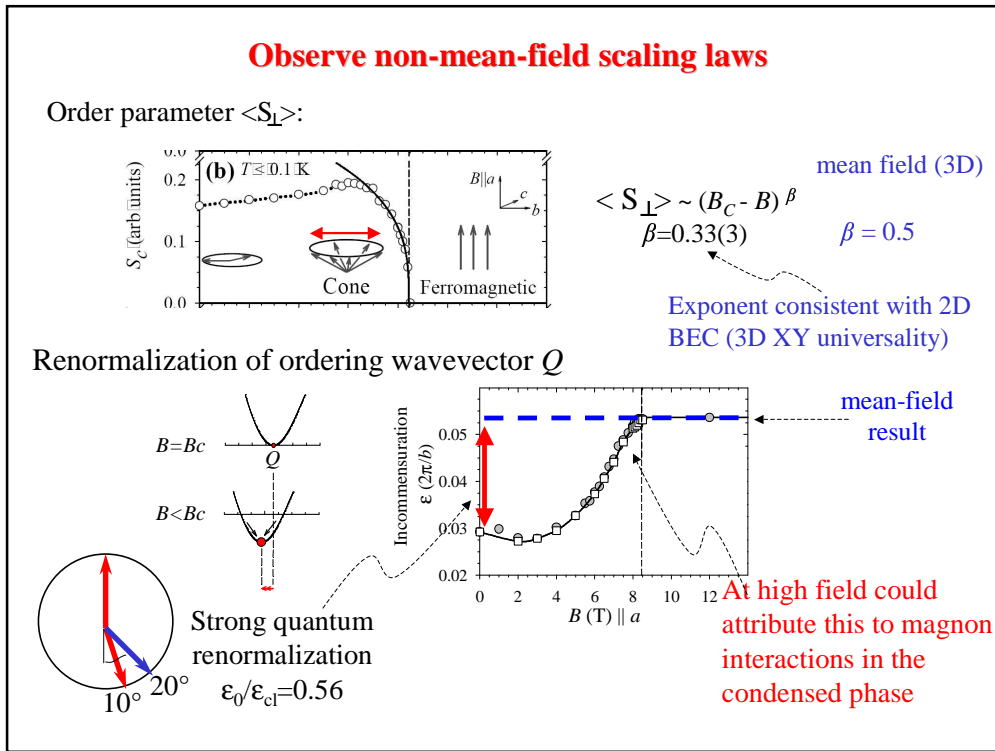 Observe non-mean-field scaling laws
Order parameter <S⊥>:
0.0
0.2
0.1
0.0
S_c (arb units)
(b) T ≤ 0.1 K
B||a
c
b
Cone
Ferromagnetic
mean field (3D)
< S⊥> ~ (B_C - B) ^β
β=0.33(3)
β = 0.5
Exponent consistent with 2D
BEC (3D XY universality)
Renormalization of ordering wavevector Q
B=Bc
Q
B<Bc
Incommensuration
ε (2π/b)
0.05
0.04
0.03
0.02
0 2 4 6 8 10 12
B (T) || a
mean-field
result
10°
20°
Strong quantum
renormalization
ε₀/ε_cl=0.56
At high field could
attribute this to magnon
interactions in the
condensed phase